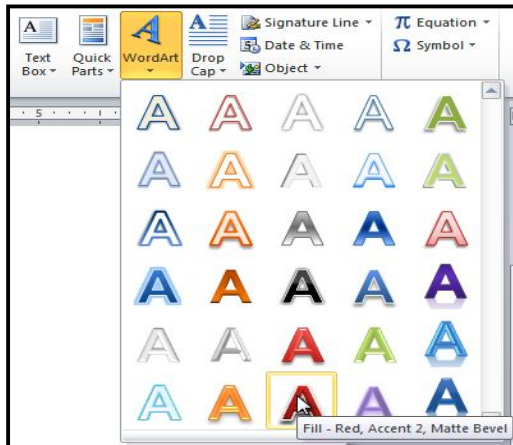 Signature Line
π Equation
Text Box
Quick Parts
WordArt
Drop Cap
Date & Time
Ω Symbol
Object
5
Fill - Red, Accent 2, Matte Bevel